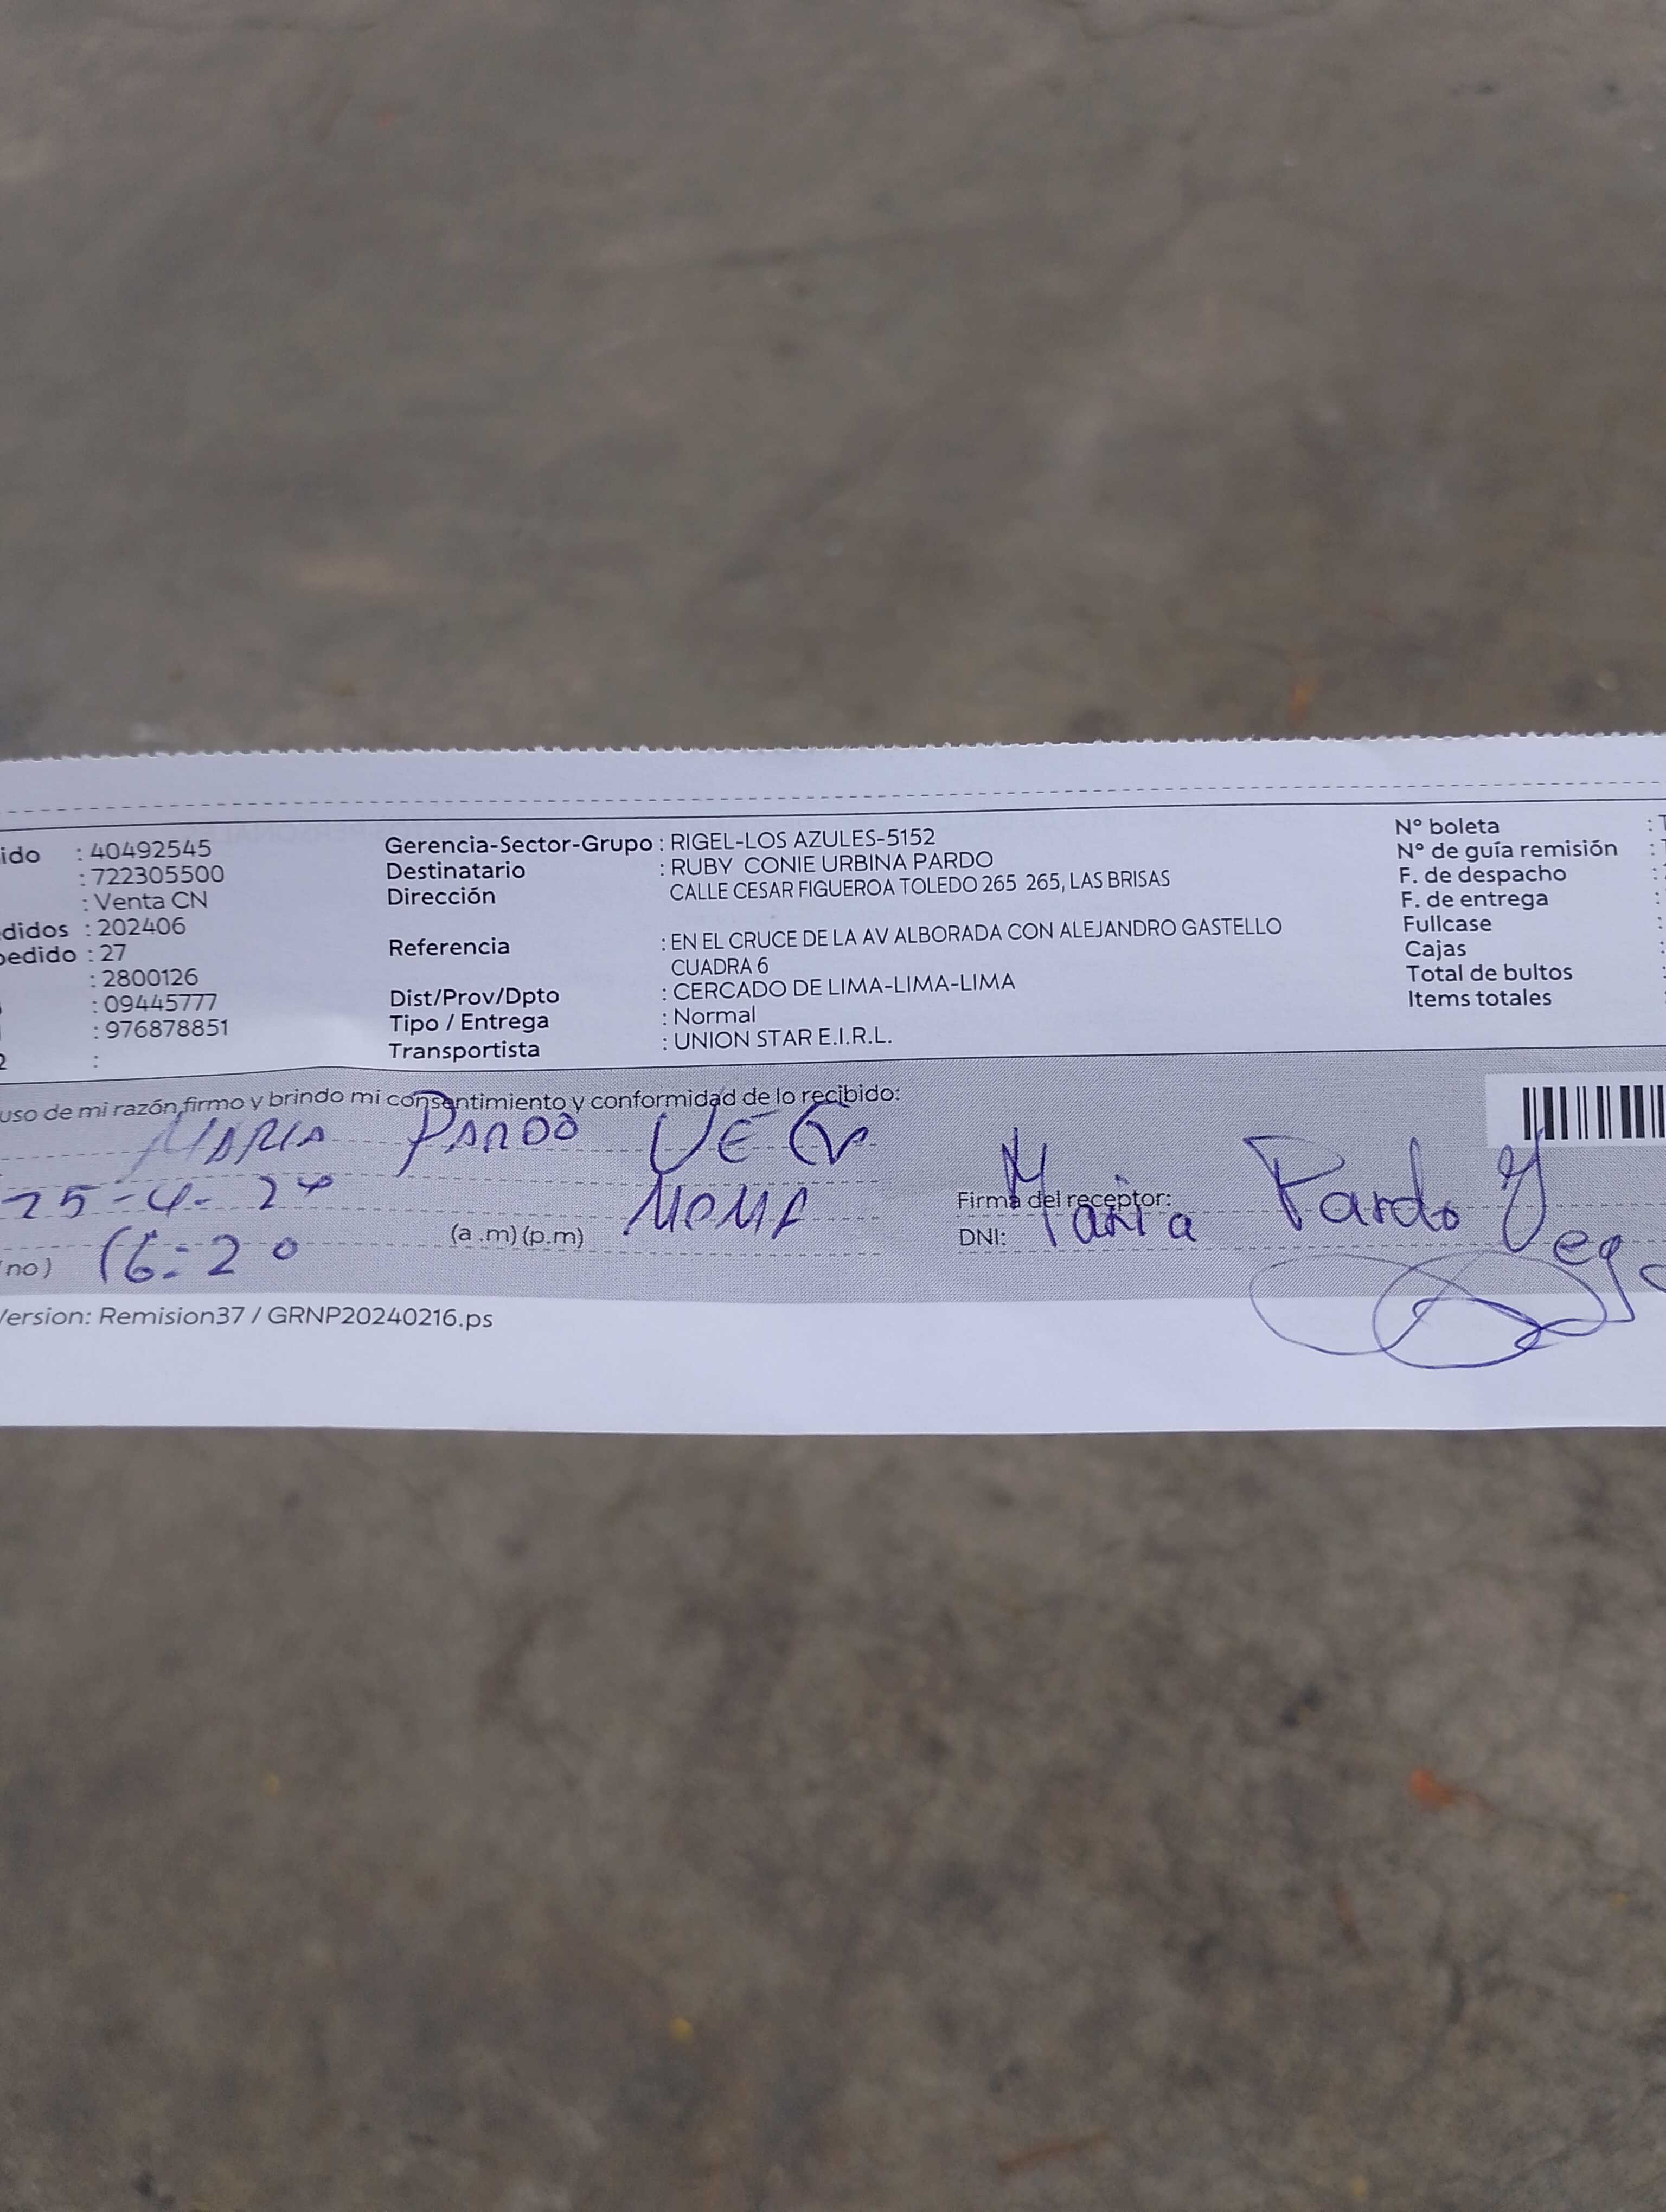 ido : 40492545
: 722305500
: Venta CN
didos : 202406
pedido : 27
: 2800126
: 09445777
: 976878851
2 :
Gerencia-Sector-Grupo : RIGEL-LOS AZULES-5152
Destinatario : RUBY CONIE URBINA PARDO
Dirección CALLE CESAR FIGUEROA TOLEDO 265 265, LAS BRISAS
Referencia : EN EL CRUCE DE LA AV ALBORADA CON ALEJANDRO GASTELLO
CUADRA 6
Dist/Prov/Dpto : CERCADO DE LIMA-LIMA-LIMA
Tipo / Entrega : Normal
Transportista : UNION STAR E.I.R.L.
N° boleta : T
N° de guía remisión :
F. de despacho :
F. de entrega :
Fullcase :
Cajas :
Total de bultos :
Items totales :
uso de mi razón,firmo y brindo mi consentimiento y conformidad de lo recibido:
MARIA PARDO VEG
25-4-24 MOMA
no) 16:20 (a .m) (p.m)
Firma del receptor: Maria Pardo Veg
DNI:
Version: Remision37 / GRNP20240216.ps